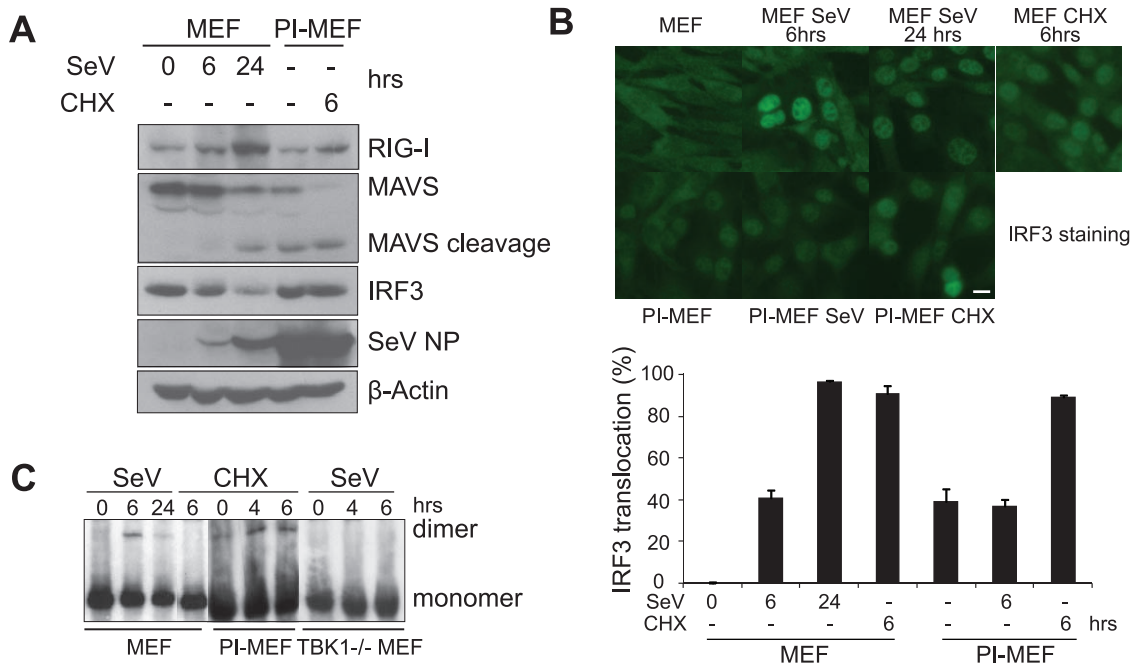 A
MEF PI-MEF
SeV 0 6 24 - - hrs
CHX - - - - 6
RIG-I
MAVS
MAVS cleavage
IRF3
SeV NP
β-Actin
B
MEF
MEF SeV
6hrs
MEF SeV
24 hrs
MEF CHX
6hrs
IRF3 staining
PI-MEF
PI-MEF SeV
PI-MEF CHX
IRF3 translocation (%)
100
80
60
40
20
0
SeV 0 6 24 - - 6 -
CHX - - - 6 - - 6 hrs
MEF PI-MEF
C
SeV CHX SeV
0 6 24 6 0 4 6 0 4 6 hrs
dimer
monomer
MEF PI-MEF TBK1-/- MEF